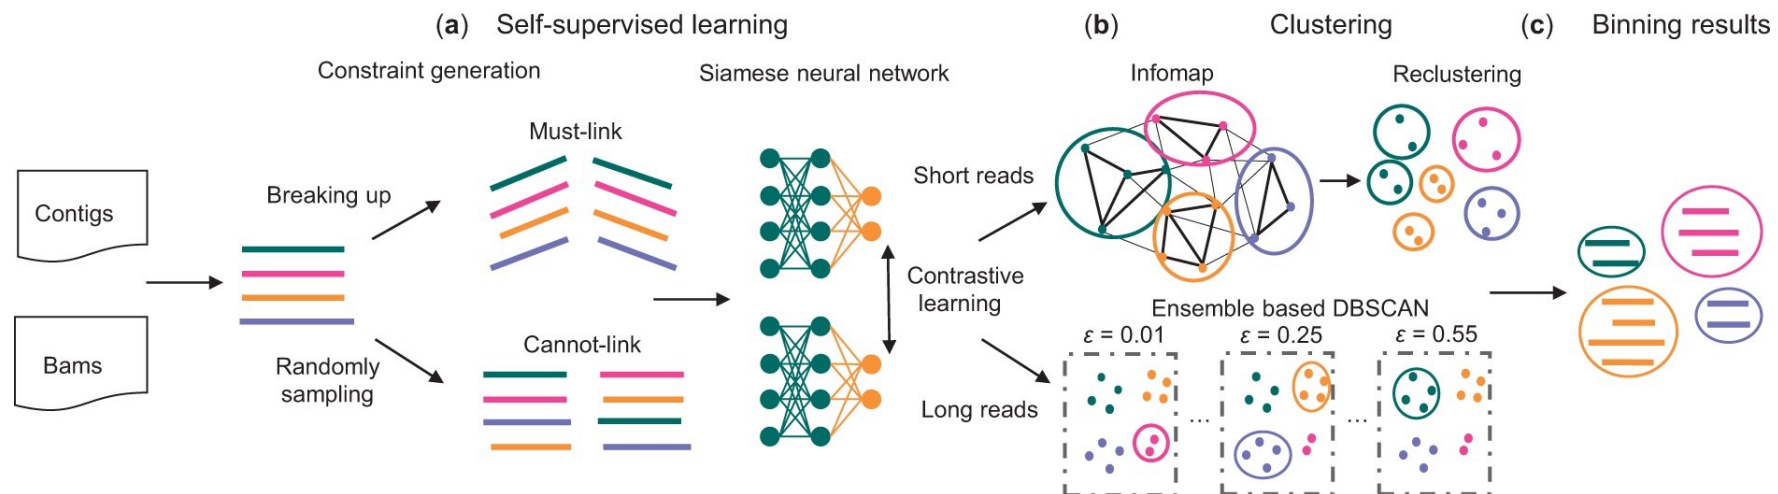 (a) Self-supervised learning
(b) Clustering
(c) Binning results
Constraint generation
Siamese neural network
Infomap
Reclustering
Must-link
Contigs
Breaking up
Short reads
Contrastive
learning
Bams
Randomly
sampling
Cannot-link
Ensemble based DBSCAN
ε = 0.01
ε = 0.25
ε = 0.55
Long reads
...
...